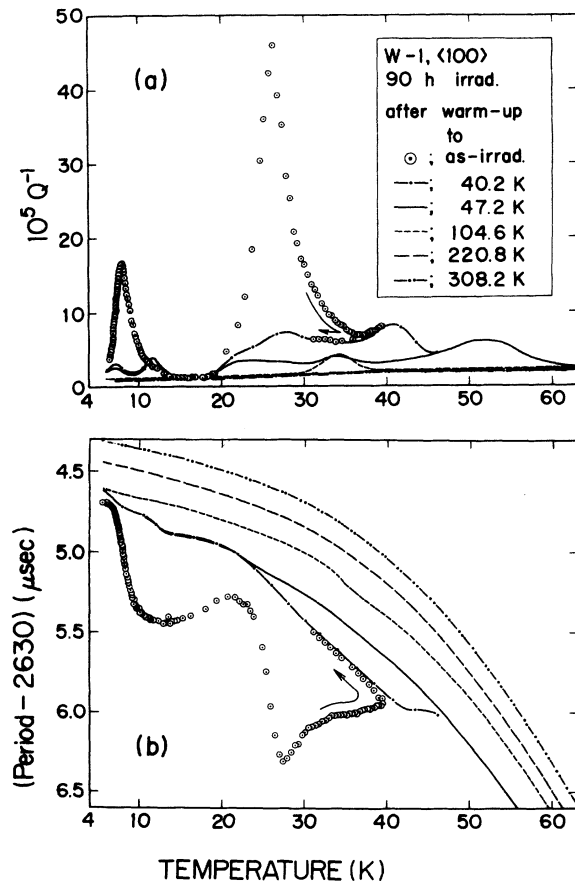 50
40
30
20
10
0
10⁵ Q⁻¹
(a)
W-1, ⟨100⟩
90 h irrad.
after warm-up
to
⊙ ; as-irrad.
; 40.2 K
; 47.2 K
; 104.6 K
; 220.8 K
; 308.2 K
4 10 20 30 40 50 60
4.5
5.0
5.5
6.0
6.5
(Period – 2630) (μsec)
(b)
4 10 20 30 40 50 60
TEMPERATURE (K)